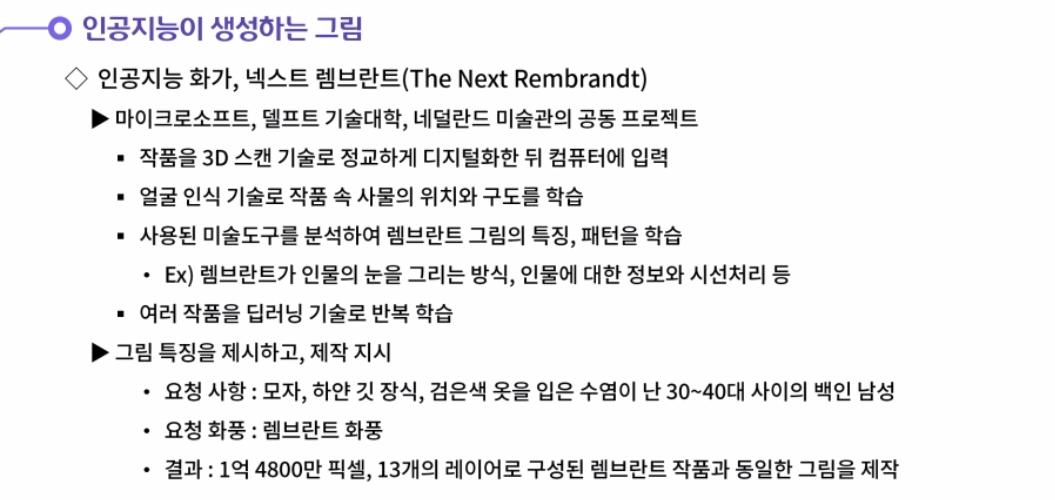 인공지능이 생성하는 그림
◇ 인공지능 화가, 넥스트 렘브란트(The Next Rembrandt)
▶ 마이크로소프트, 델프트 기술대학, 네덜란드 미술관의 공동 프로젝트
▪ 작품을 3D 스캔 기술로 정교하게 디지털화한 뒤 컴퓨터에 입력
▪ 얼굴 인식 기술로 작품 속 사물의 위치와 구도를 학습
▪ 사용된 미술도구를 분석하여 렘브란트 그림의 특징, 패턴을 학습
• Ex) 렘브란트가 인물의 눈을 그리는 방식, 인물에 대한 정보와 시선처리 등
▪ 여러 작품을 딥러닝 기술로 반복 학습
▶ 그림 특징을 제시하고, 제작 지시
• 요청 사항 : 모자, 하얀 깃 장식, 검은색 옷을 입은 수염이 난 30~40대 사이의 백인 남성
• 요청 화풍 : 렘브란트 화풍
• 결과 : 1억 4800만 픽셀, 13개의 레이어로 구성된 렘브란트 작품과 동일한 그림을 제작